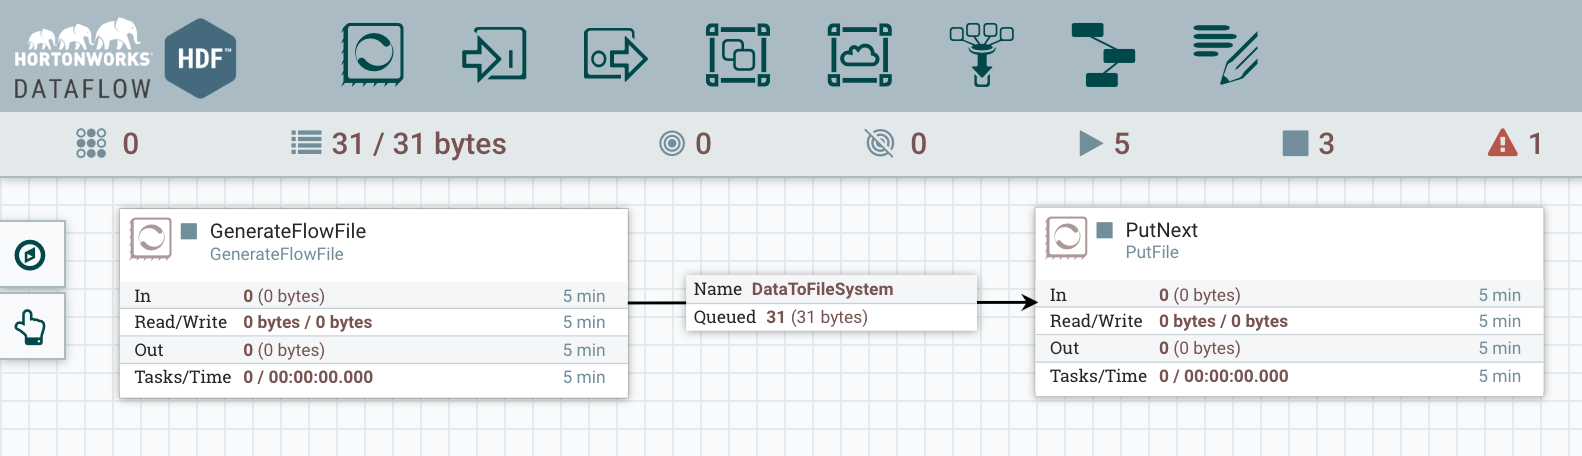 HORTONWORKS
DATAFLOW
HDF™
0
31 / 31 bytes
0
0
5
3
1
GenerateFlowFile
GenerateFlowFile
In 0 (0 bytes) 5 min
Read/Write 0 bytes / 0 bytes 5 min
Out 0 (0 bytes) 5 min
Tasks/Time 0 / 00:00:00.000 5 min
Name DataToFileSystem
Queued 31 (31 bytes)
PutNext
PutFile
In 0 (0 bytes) 5 min
Read/Write 0 bytes / 0 bytes 5 min
Out 0 (0 bytes) 5 min
Tasks/Time 0 / 00:00:00.000 5 min